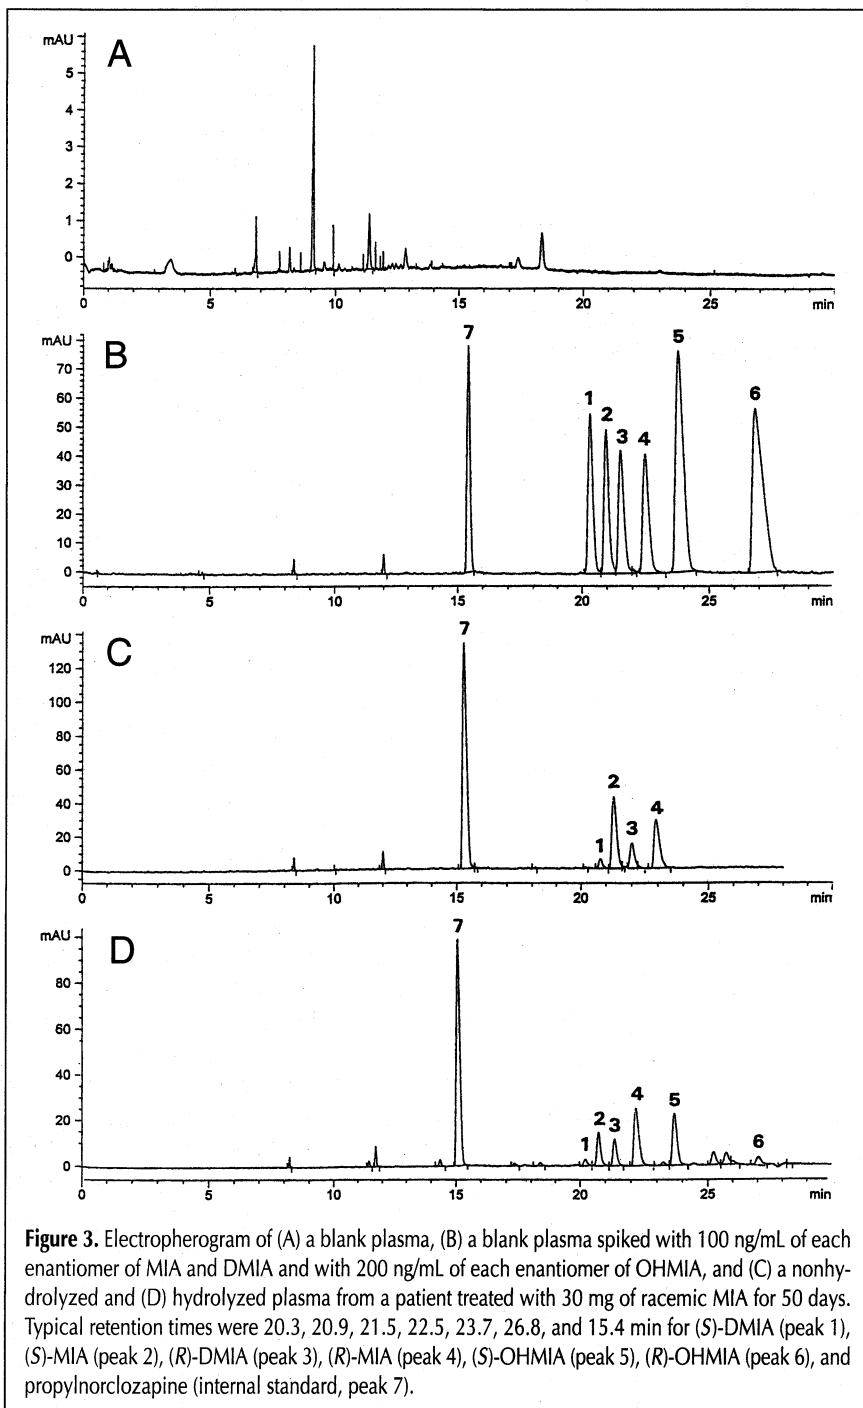 mAU
A
5
4
3
2
1
0
0 5 10 15 20 25 min
mAU
B
7
1
2
3
4
5
6
70
60
50
40
30
20
10
0
0 5 10 15 20 25 min
mAU
C
7
1
2
3
4
120
100
80
60
40
20
0
0 5 10 15 20 25 min
mAU
D
7
1
2
3
4
5
6
80
60
40
20
0
0 5 10 15 20 25 min
Figure 3. Electropherogram of (A) a blank plasma, (B) a blank plasma spiked with 100 ng/mL of each
enantiomer of MIA and DMIA and with 200 ng/mL of each enantiomer of OHMIA, and (C) a nonhy-
drolyzed and (D) hydrolyzed plasma from a patient treated with 30 mg of racemic MIA for 50 days.
Typical retention times were 20.3, 20.9, 21.5, 22.5, 23.7, 26.8, and 15.4 min for (S)-DMIA (peak 1),
(S)-MIA (peak 2), (R)-DMIA (peak 3), (R)-MIA (peak 4), (S)-OHMIA (peak 5), (R)-OHMIA (peak 6), and
propylnorclozapine (internal standard, peak 7).